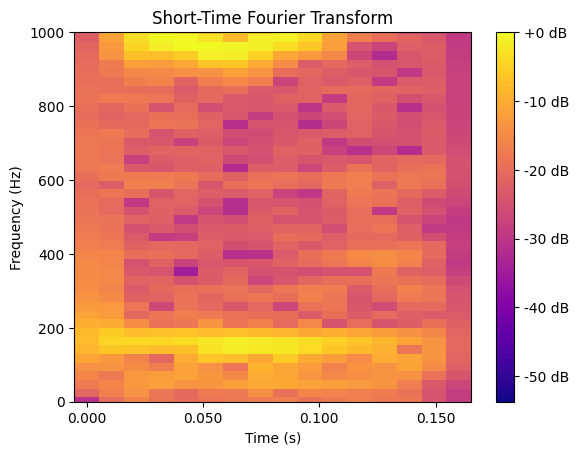 Short-Time Fourier Transform
1000
800
600
400
200
0
Frequency (Hz)
0.000
0.050
0.100
0.150
Time (s)
+0 dB
-10 dB
-20 dB
-30 dB
-40 dB
-50 dB